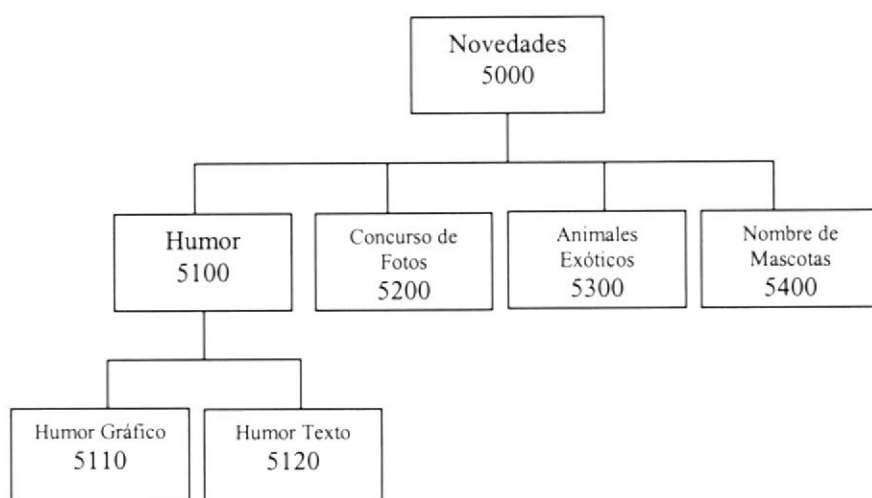 Novedades
5000
Humor
5100
Concurso de
Fotos
5200
Animales
Exóticos
5300
Nombre de
Mascotas
5400
Humor Gráfico
5110
Humor Texto
5120